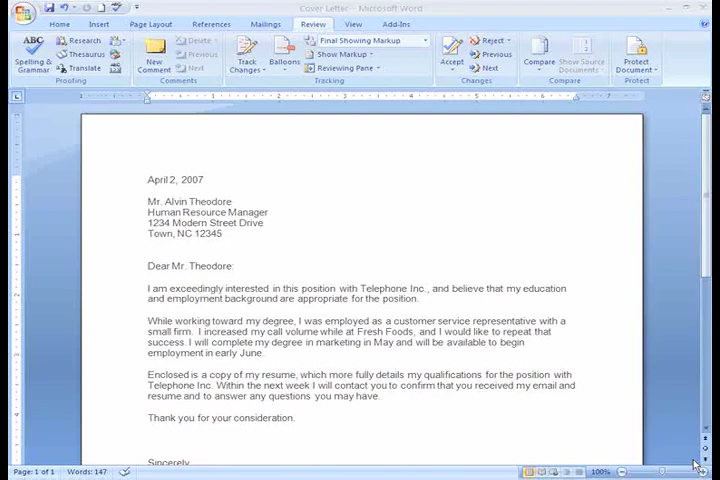 Cover Letter - Microsoft Word
Home Insert Page Layout References Mailings Review View Add-Ins
ABC
Spelling & Grammar
Research
Thesaurus
Translate
Proofing
New Comment
Delete
Previous
Next
Comments
Track Changes
Balloons
Final Showing Markup
Show Markup
Reviewing Pane
Tracking
Accept
Reject
Previous
Next
Changes
Compare
Show Source Documents
Compare
Protect Document
Protect
April 2, 2007
Mr. Alvin Theodore
Human Resource Manager
1234 Modern Street Drive
Town, NC 12345
Dear Mr. Theodore:
I am exceedingly interested in this position with Telephone Inc., and believe that my education
and employment background are appropriate for the position.
While working toward my degree, I was employed as a customer service representative with a
small firm. I increased my call volume while at Fresh Foods, and I would like to repeat that
success. I will complete my degree in marketing in May and will be available to begin
employment in early June.
Enclosed is a copy of my resume, which more fully details my qualifications for the position with
Telephone Inc. Within the next week I will contact you to confirm that you received my email and
resume and to answer any questions you may have.
Thank you for your consideration.
Sincerely
Page: 1 of 1 Words: 147 100%